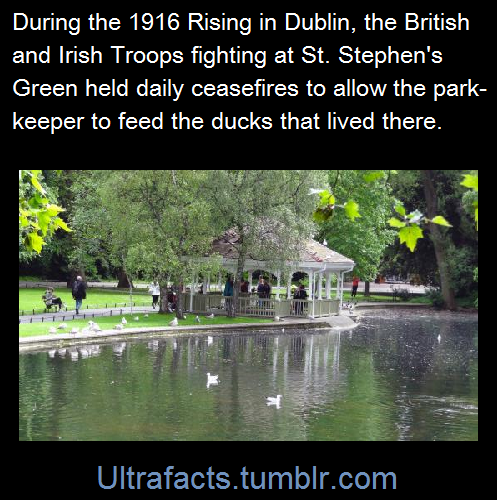 During the 1916 Rising in Dublin, the British
and Irish Troops fighting at St. Stephen's
Green held daily ceasefires to allow the park-
keeper to feed the ducks that lived there.
Ultrafacts.tumblr.com